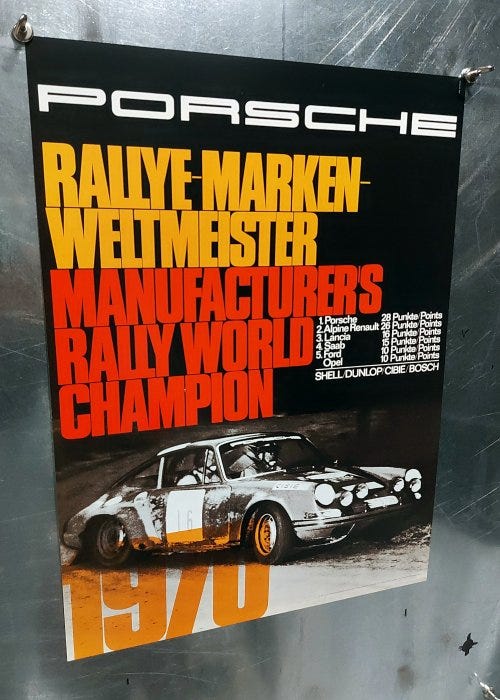 PORSCHE
RALLYE-MARKEN-
WELTMEISTER
MANUFACTURER'S
RALLY WORLD
CHAMPION
1. Porsche 28 Punkte/Points
2. Alpine Renault 26 Punkte/Points
3. Lancia 16 Punkte/Points
4. Saab 15 Punkte/Points
5. Ford 10 Punkte/Points
Opel 10 Punkte/Points
SHELL/DUNLOP/CIBIE/BOSCH
CIBIE
16
1970